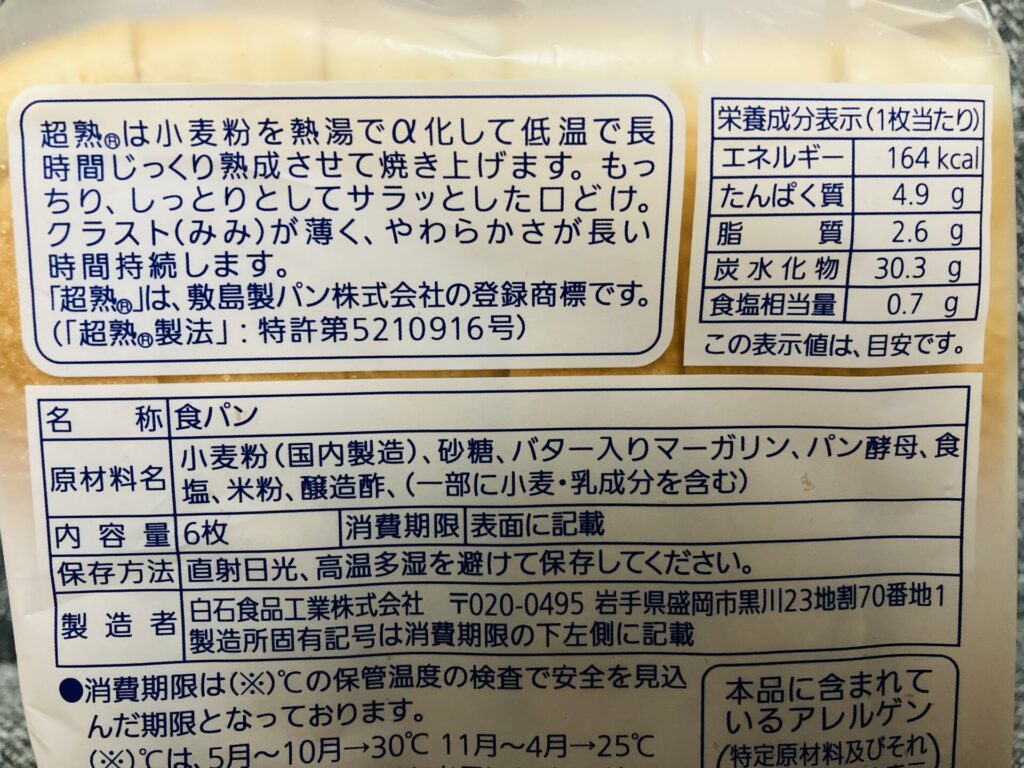 超熟®は小麦粉を熱湯でα化して低温で長
時間じっくり熟成させて焼き上げます。もっ
ちり、しっとりとしてサラッとした口どけ。
クラスト(みみ)が薄く、やわらかさが長い
時間持続します。
「超熟®」は、敷島製パン株式会社の登録商標です。
(「超熟®製法」:特許第5210916号)
栄養成分表示(1枚当たり)
エネルギー 164 kcal
たんぱく質 4.9 g
脂質 2.6 g
炭水化物 30.3 g
食塩相当量 0.7 g
この表示値は、目安です。
名称 食パン
原材料名 小麦粉(国内製造)、砂糖、バター入りマーガリン、パン酵母、食
塩、米粉、醸造酢、(一部に小麦・乳成分を含む)
内容量 6枚 消費期限 表面に記載
保存方法 直射日光、高温多湿を避けて保存してください。
製造者 白石食品工業株式会社 〒020-0495 岩手県盛岡市黒川23地割70番地1
製造所固有記号は消費期限の下左側に記載
●消費期限は(※)℃の保管温度の検査で安全を見込
んだ期限となっております。
(※)℃は、5月〜10月→30℃ 11月〜4月→25℃
本品に含まれて
いるアレルゲン
(特定原材料及びそれ)